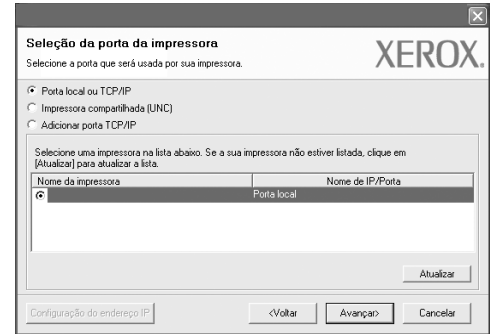 Seleção da porta da impressora
Selecione a porta que será usada por sua impressora.
XEROX.
Porta local ou TCP/IP
Impressora compartilhada (UNC)
Adicionar porta TCP/IP
Selecione uma impressora na lista abaixo. Se a sua impressora não estiver listada, clique em
[Atualizar] para atualizar a lista.
Nome da impressora Nome de IP/Porta
Porta local
Atualizar
Configuração do endereço IP <Voltar Avançar> Cancelar